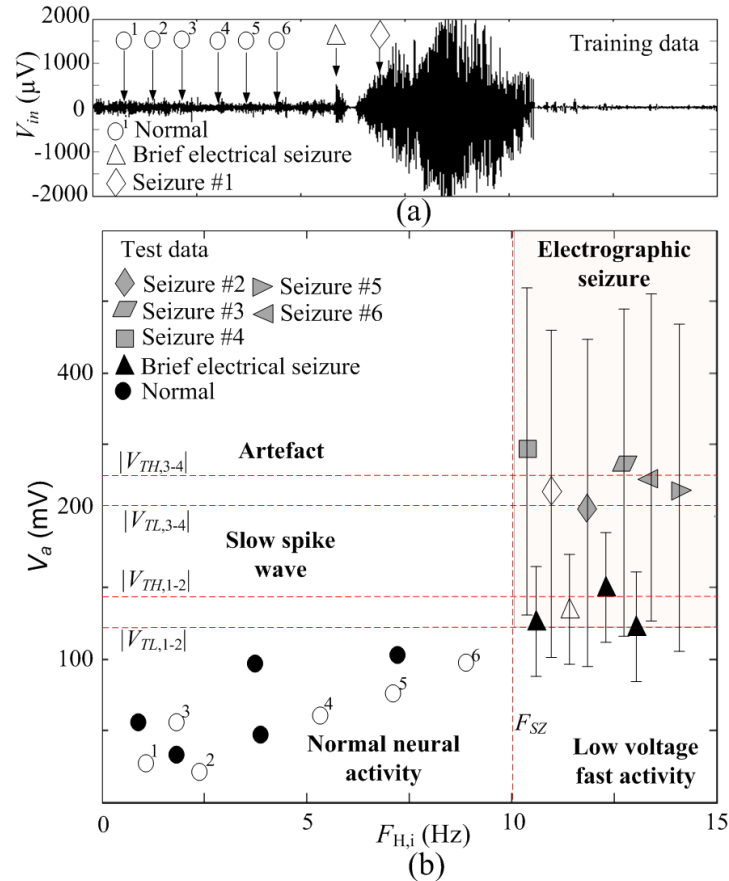 2000
1000
0
-1000
-2000
V_in (μV)
1 2 3 4 5 6
Training data
1 Normal
Brief electrical seizure
Seizure #1
(a)
Test data
Seizure #2 Seizure #5
Seizure #3 Seizure #6
Seizure #4
Brief electrical seizure
Normal
Electrographic
seizure
400
200
100
V_a (mV)
Artefact
|V_TH,3-4|
|V_TL,3-4|
Slow spike
wave
|V_TH,1-2|
|V_TL,1-2|
1 2 3 4 5 6
Normal neural
activity
F_SZ
Low voltage
fast activity
0 5 10 15
F_H,i (Hz)
(b)